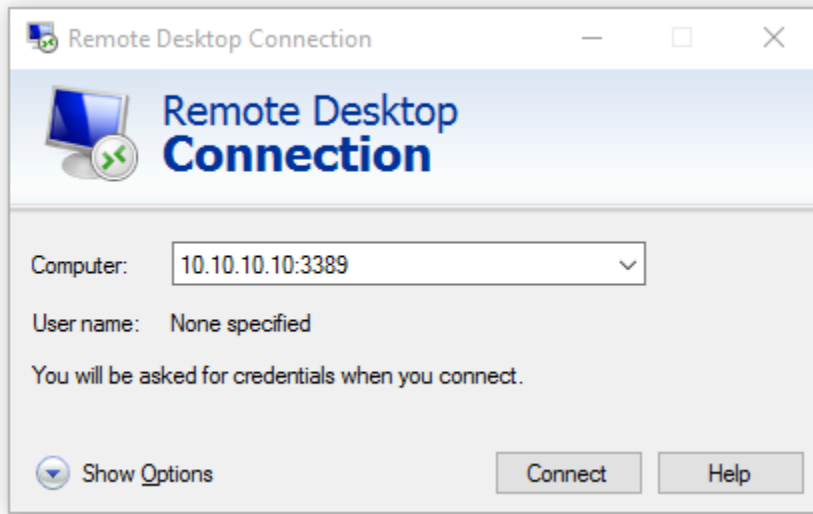 Remote Desktop Connection
Remote Desktop
Connection
Computer: 10.10.10.10:3389
User name: None specified
You will be asked for credentials when you connect.
Show Options Connect Help